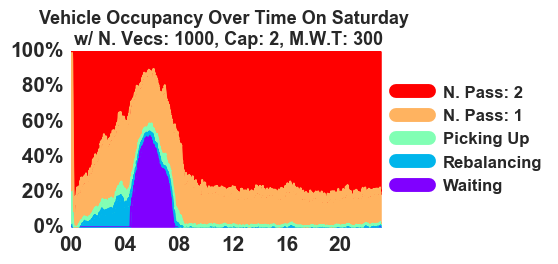 Vehicle Occupancy Over Time On Saturday
w/ N. Vecs: 1000, Cap: 2, M.W.T: 300
100%
80%
60%
40%
20%
0%
00 04 08 12 16 20
N. Pass: 2
N. Pass: 1
Picking Up
Rebalancing
Waiting